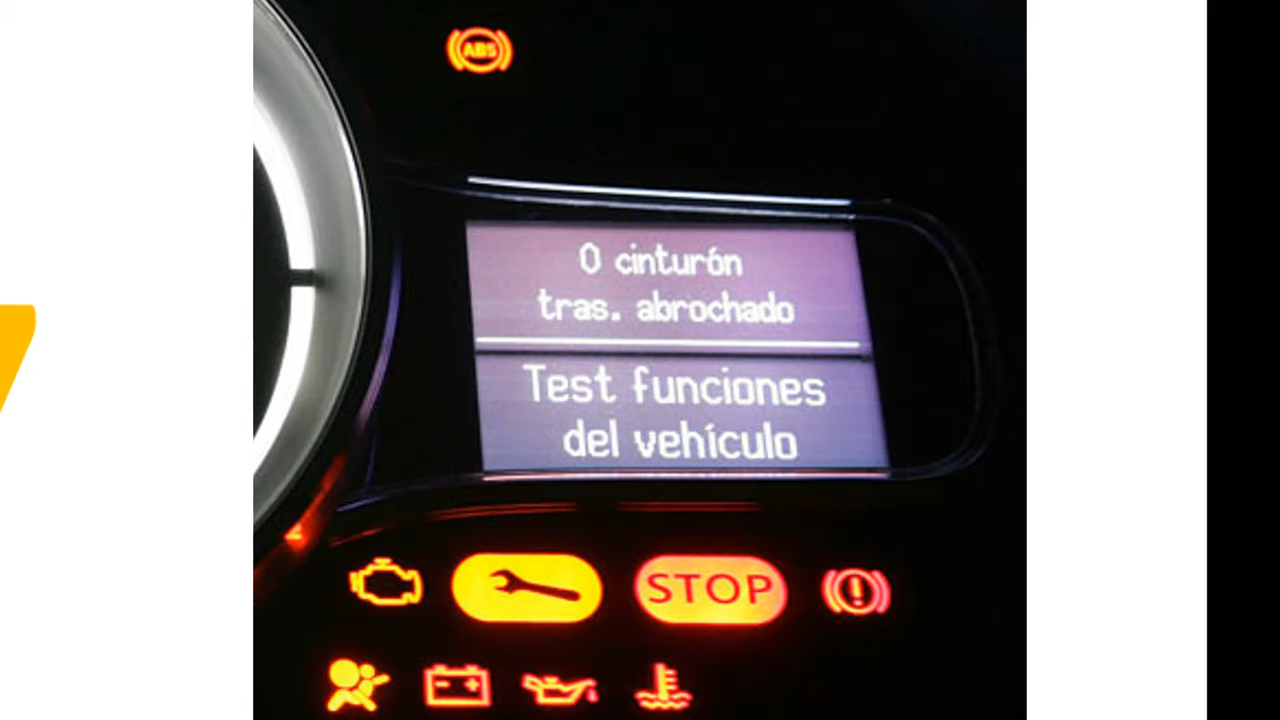 ABS
0 cinturón
tras. abrochado
Test funciones
del vehículo
STOP